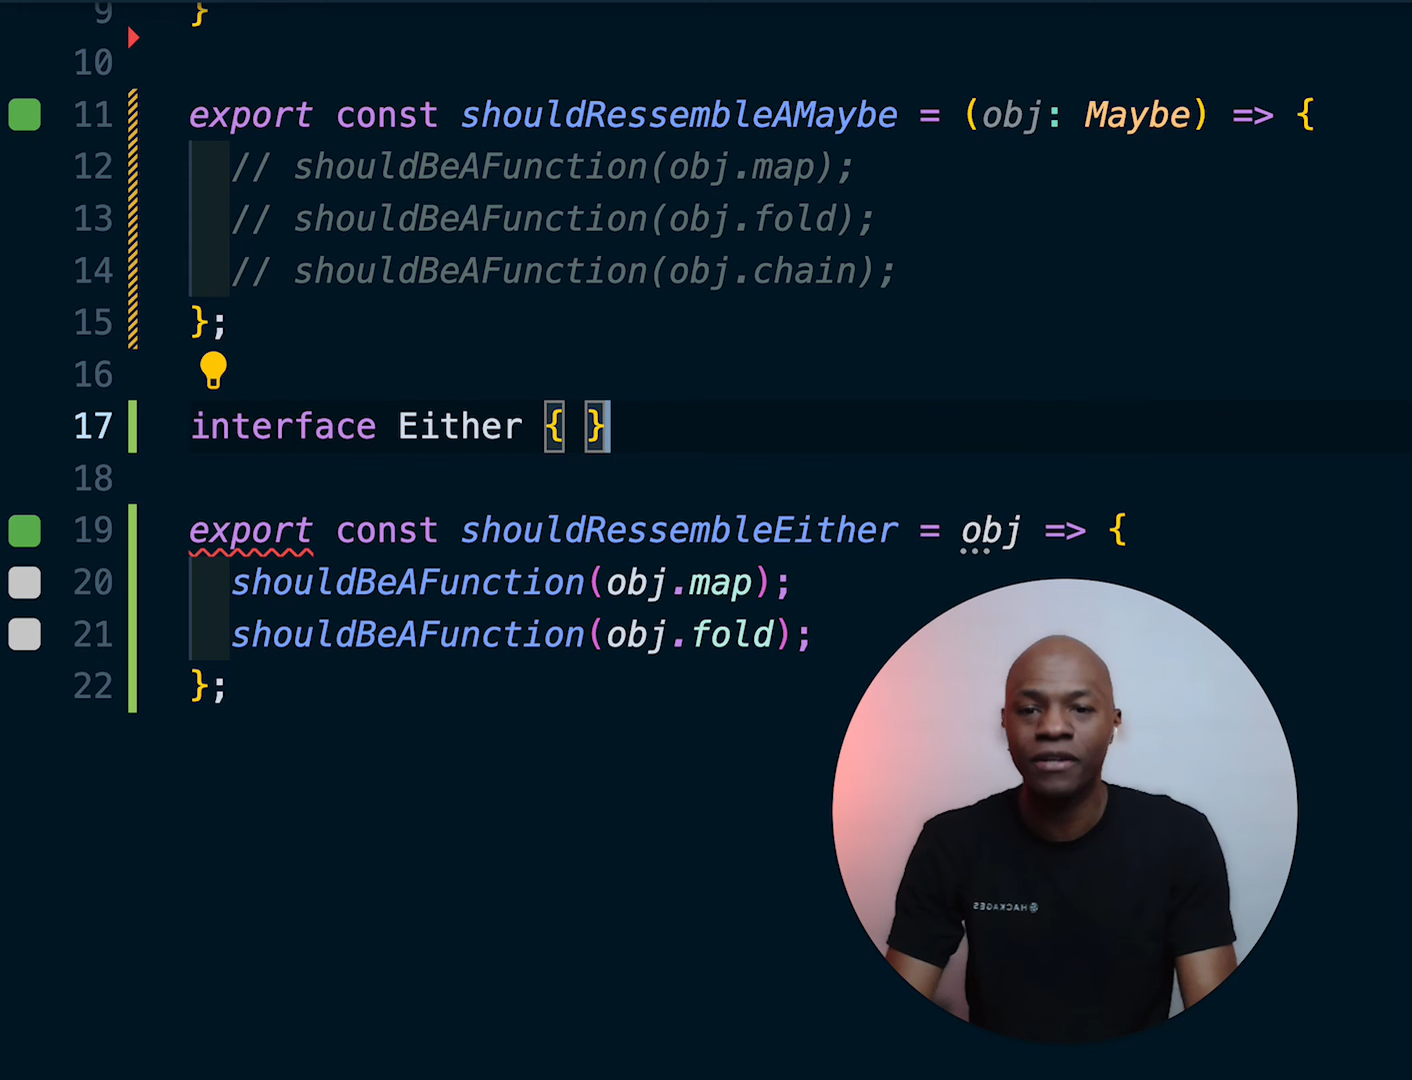 9 }
10
11 export const shouldRessembleAMaybe = (obj: Maybe) => {
12 // shouldBeAFunction(obj.map);
13 // shouldBeAFunction(obj.fold);
14 // shouldBeAFunction(obj.chain);
15 };
16
17 interface Either { }
18
19 export const shouldRessembleEither = obj => {
20 shouldBeAFunction(obj.map);
21 shouldBeAFunction(obj.fold);
22 };
HACKAGES